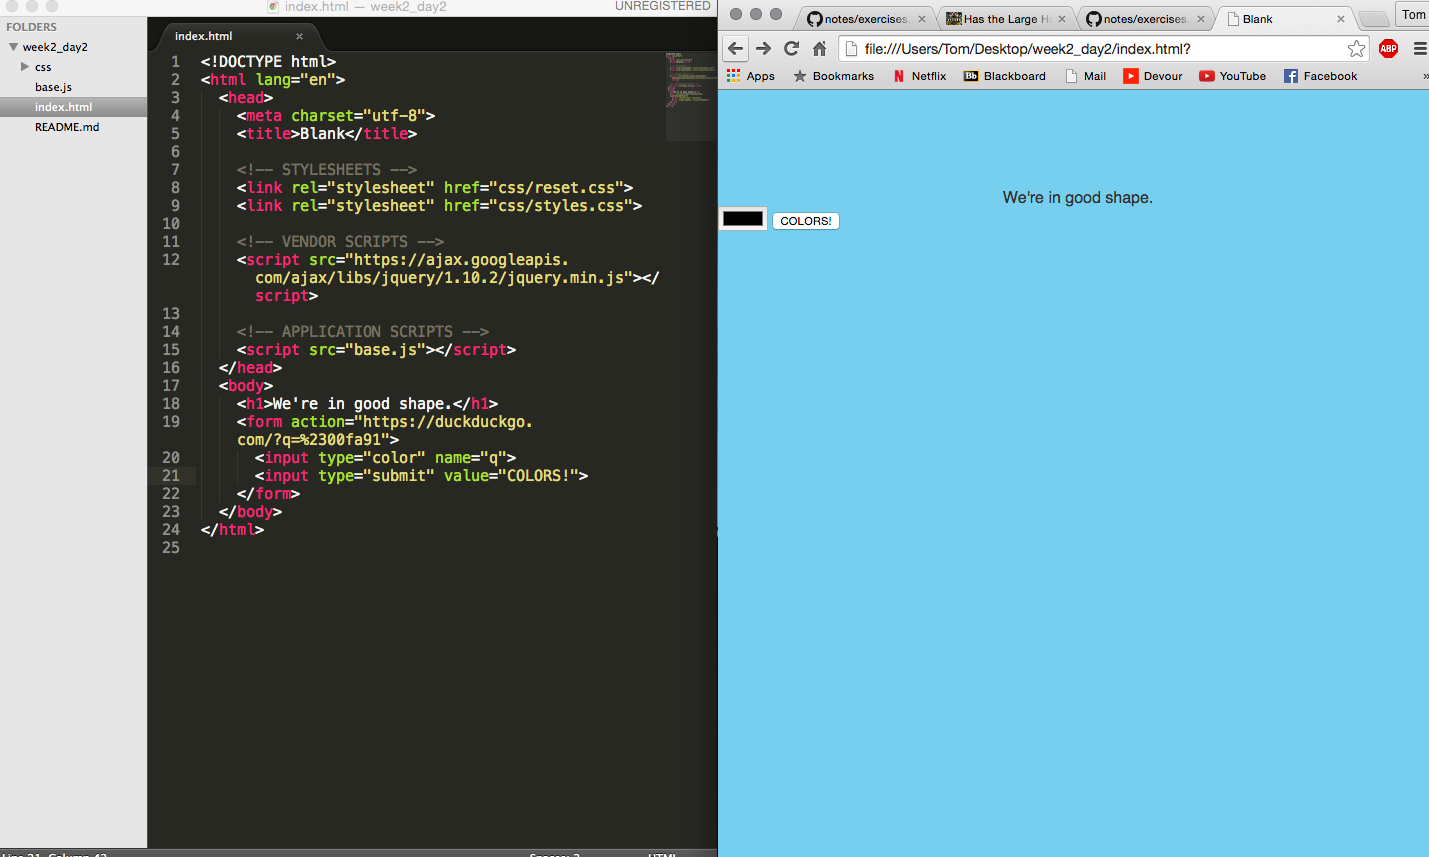 index.html — week2_day2
UNREGISTERED
FOLDERS
week2_day2
css
base.js
index.html
README.md
index.html
1 <!DOCTYPE html>
2 <html lang="en">
3 <head>
4 <meta charset="utf-8">
5 <title>Blank</title>
6
7 <!-- STYLESHEETS -->
8 <link rel="stylesheet" href="css/reset.css">
9 <link rel="stylesheet" href="css/styles.css">
10
11 <!-- VENDOR SCRIPTS -->
12 <script src="https://ajax.googleapis.
com/ajax/libs/jquery/1.10.2/jquery.min.js"></
script>
13
14 <!-- APPLICATION SCRIPTS -->
15 <script src="base.js"></script>
16 </head>
17 <body>
18 <h1>We're in good shape.</h1>
19 <form action="https://duckduckgo.
com/?q=%2300fa91">
20 <input type="color" name="q">
21 <input type="submit" value="COLORS!">
22 </form>
23 </body>
24 </html>
25
notes/exercises. Has the Large H notes/exercises. Blank Tom
file:///Users/Tom/Desktop/week2_day2/index.html? ABP
Apps Bookmarks Netflix Bb Blackboard Mail Devour YouTube Facebook »
We're in good shape.
COLORS!